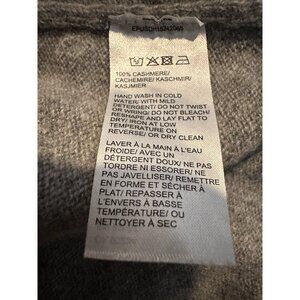 100% CASHMERE/
CACHEMIRE/ KASCHMIR/
KASJMIER
HAND WASH IN COLD
WATER/ WITH MILD
DETERGENT/ DO NOT TWIST
OR WRING/ DO NOT BLEACH/
RESHAPE AND LAY FLAT TO
DRY/ IRON AT LOW
TEMPERATURE ON
REVERSE/ OR DRY CLEAN
LAVER À LA MAIN À L'EAU
FROIDE/ AVEC UN
DÉTERGENT DOUX/ NE PAS
TORDRE NI ESSORER/ NE
PAS JAVELLISER/ REMETTRE
EN FORME ET SÉCHER À
PLAT/ REPASSER À
L'ENVERS À BASSE
TEMPÉRATURE/ OU
NETTOYER À SEC